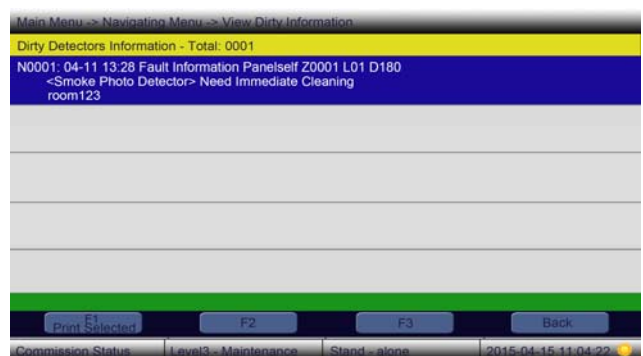 Main Menu -> Navigating Menu -> View Dirty Information
Dirty Detectors Information - Total: 0001
N0001: 04-11 13:28 Fault Information Panelself Z0001 L01 D180
<Smoke Photo Detector> Need Immediate Cleaning
room123
F1
Print Selected
F2
F3
Back
Commission Status
Level3 - Maintenance
Stand - alone
2015-04-15 11:04:22